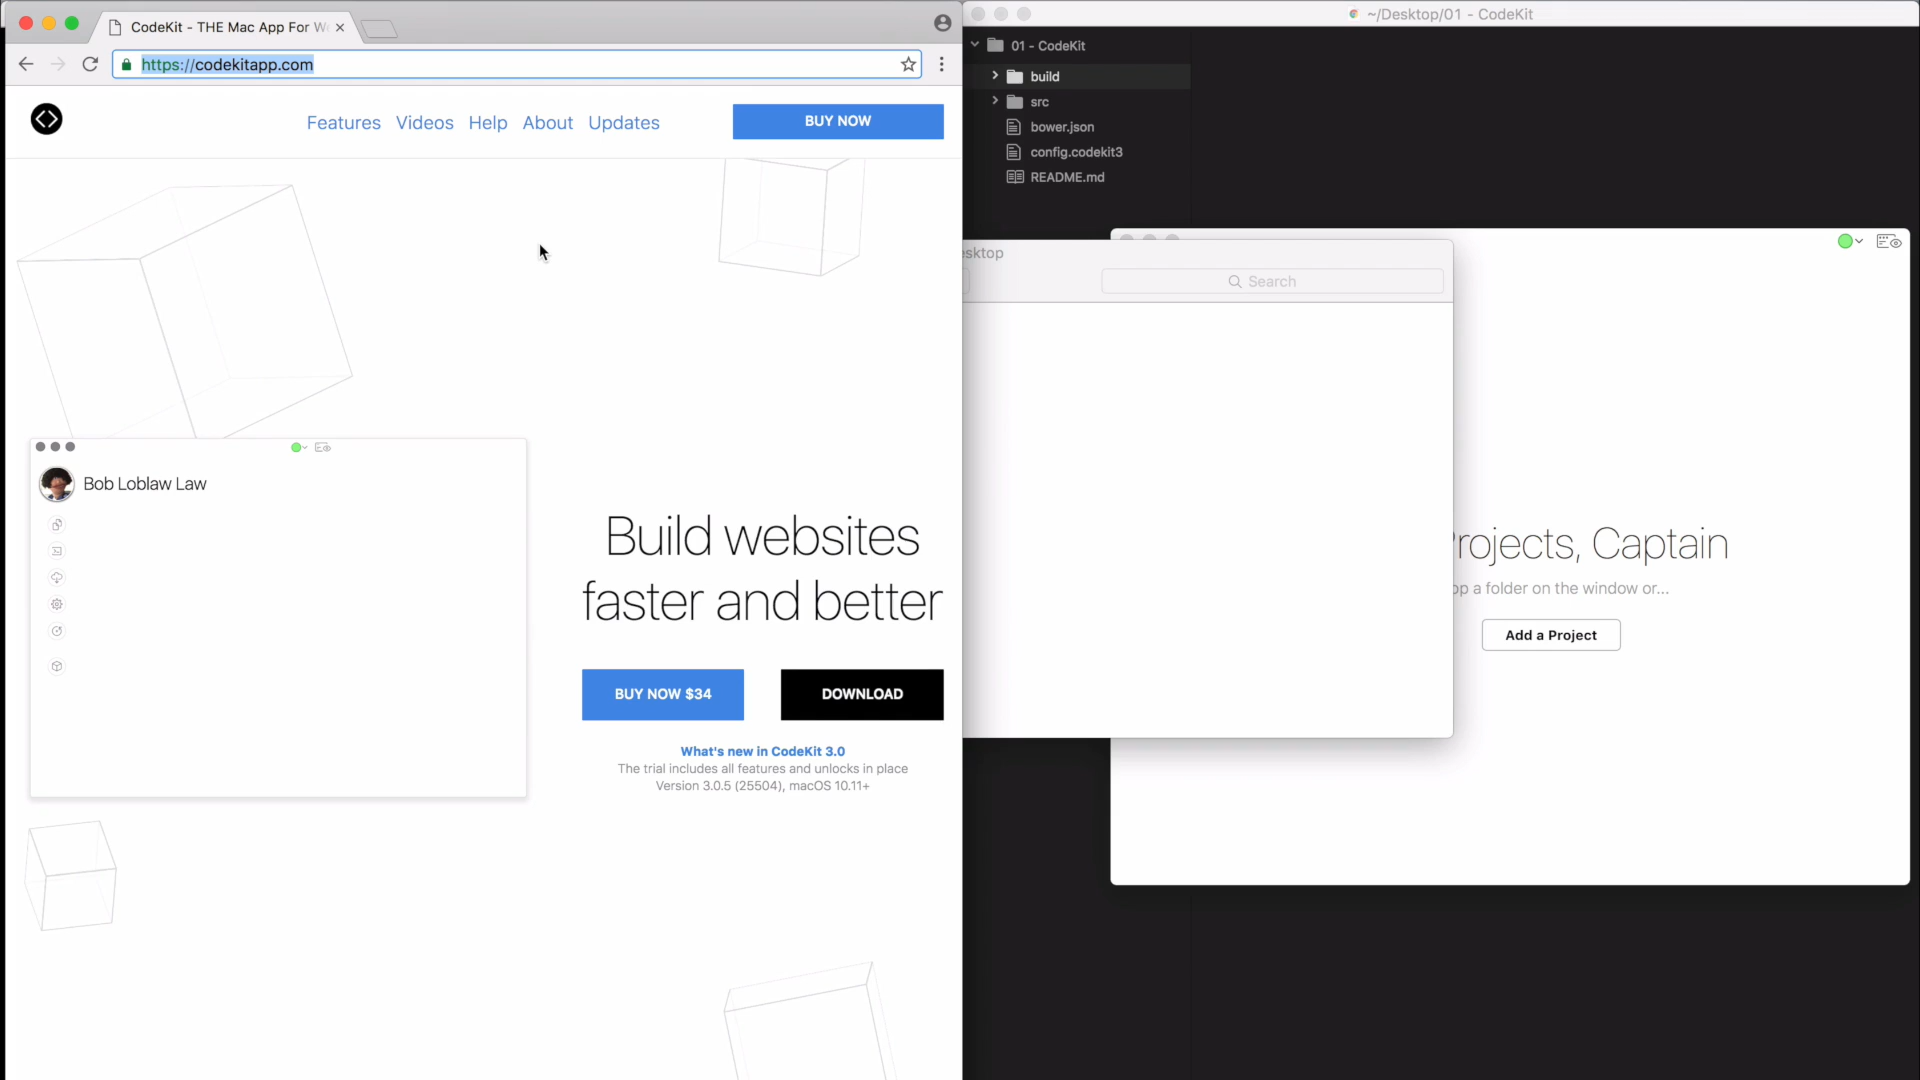 CodeKit - THE Mac App For W
https://codekitapp.com
Features Videos Help About Updates
BUY NOW
Bob Loblaw Law
Build websites
faster and better
BUY NOW $34
DOWNLOAD
What's new in CodeKit 3.0
The trial includes all features and unlocks in place
Version 3.0.5 (25504), macOS 10.11+
~/Desktop/01 - CodeKit
01 - CodeKit
build
src
bower.json
config.codekit3
README.md
esktop
Search
rojects, Captain
op a folder on the window or...
Add a Project